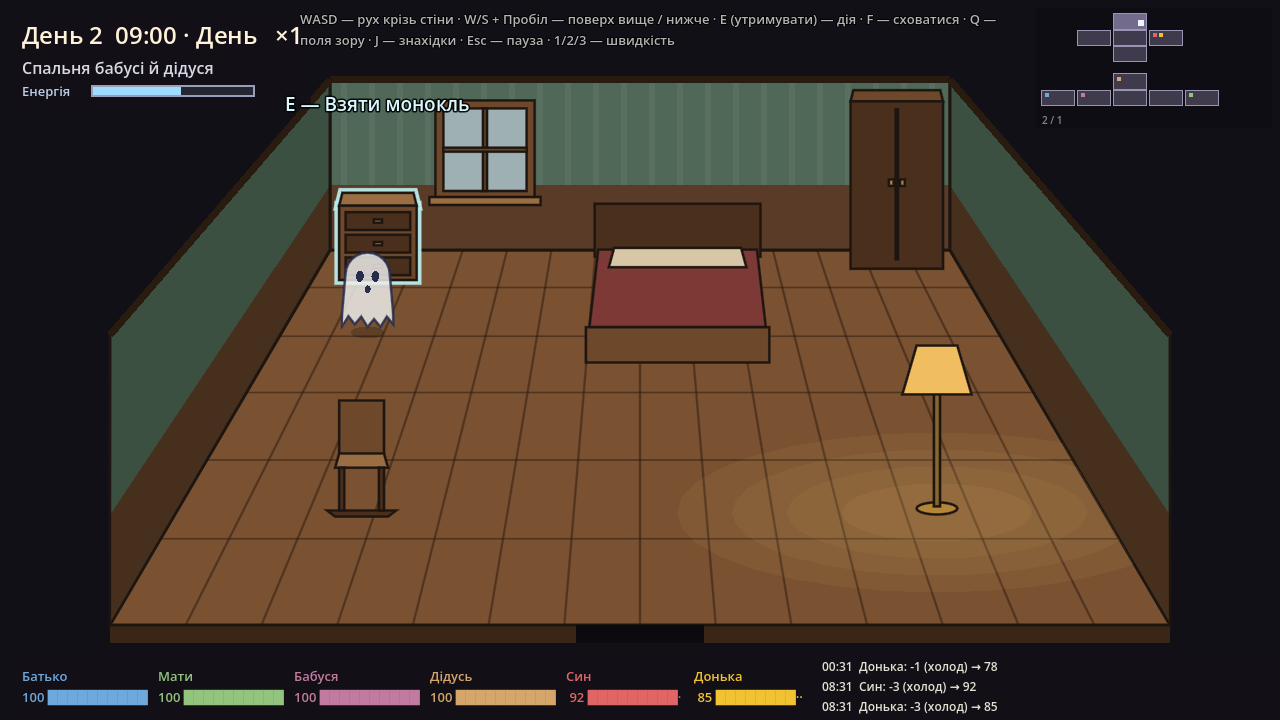 День 2  09:00 · День  ×1
WASD — рух крізь стіни · W/S + Пробіл — поверх вище / нижче · E (утримувати) — дія · F — сховатися · Q —
поля зору · J — знахідки · Esc — пауза · 1/2/3 — швидкість
Спальня бабусі й дідуся
Енергія
E — Взяти монокль
2 / 1
Батько
100
Мати
100
Бабуся
100
Дідусь
100
Син
92
Донька
85
00:31  Донька: -1 (холод) → 78
08:31  Син: -3 (холод) → 92
08:31  Донька: -3 (холод) → 85